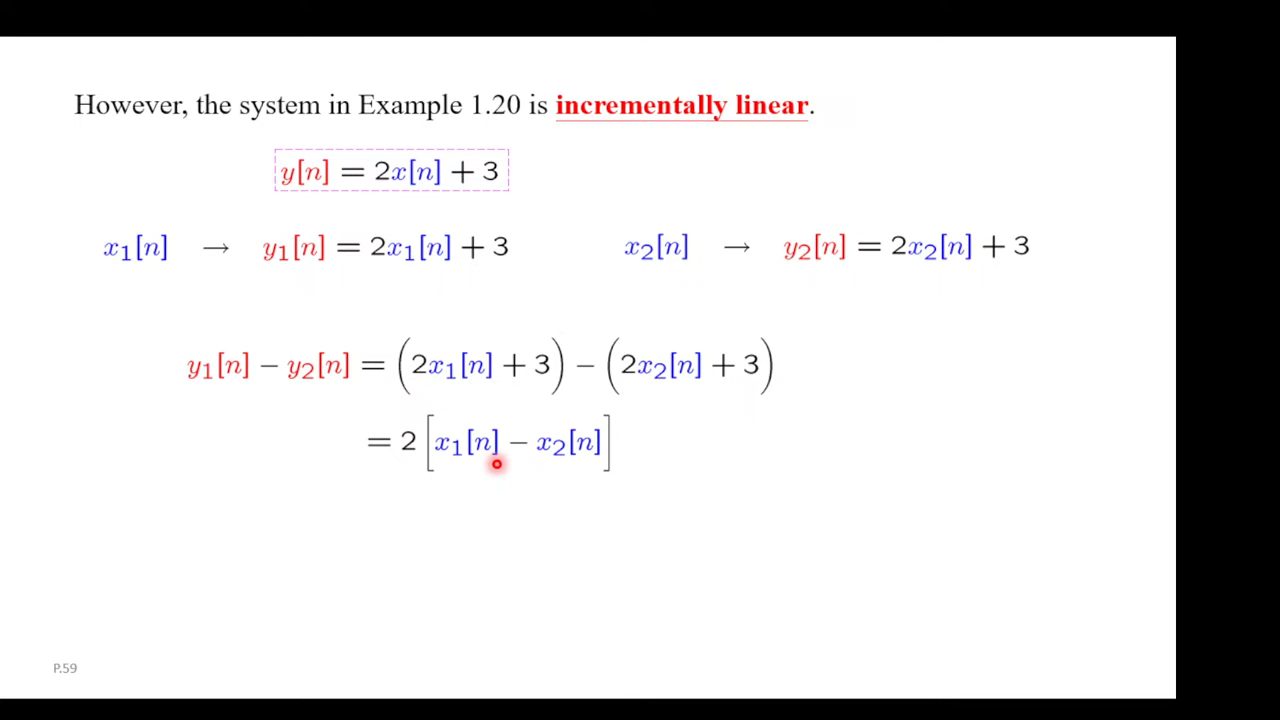 However, the system in Example 1.20 is incrementally linear.
y[n] = 2x[n] + 3
x₁[n] → y₁[n] = 2x₁[n] + 3 x₂[n] → y₂[n] = 2x₂[n] + 3
y₁[n] − y₂[n] = (2x₁[n] + 3) − (2x₂[n] + 3)
= 2 [x₁[n] − x₂[n]]
P.59